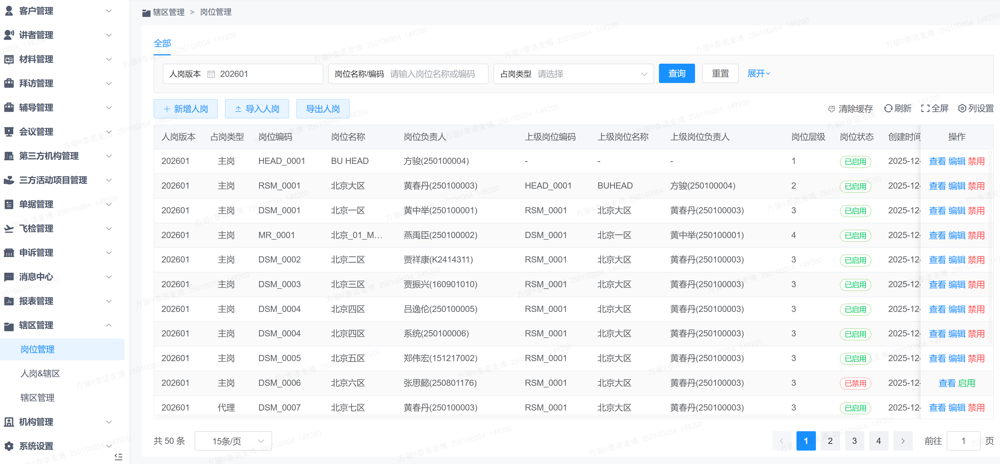 客户管理
讲者管理
材料管理
拜访管理
辅导管理
会议管理
第三方机构管理
三方活动项目管理
单据管理
飞检管理
申诉管理
消息中心
报表管理
辖区管理
岗位管理
人岗&辖区
辖区管理
机构管理
系统设置
辖区管理 > 岗位管理
全部
人岗版本 202601 岗位名称/编码 请输入岗位名称或编码 占岗类型 请选择 查询 重置 展开
新增人岗 导入人岗 导出人岗 清除缓存 刷新 全屏 列设置
人岗版本 占岗类型 岗位编码 岗位名称 岗位负责人 上级岗位编码 上级岗位名称 上级岗位负责人 岗位层级 岗位状态 创建时间 操作
202601 主岗 HEAD_0001 BU HEAD 方骏(250100004) - - - 1 已启用 2025-12- 查看 编辑 禁用
202601 主岗 RSM_0001 北京大区 黄春丹(250100003) HEAD_0001 BUHEAD 方骏(250100004) 2 已启用 2025-12- 查看 编辑 禁用
202601 主岗 DSM_0001 北京一区 黄中举(250100001) RSM_0001 北京大区 黄春丹(250100003) 3 已启用 2025-12- 查看 编辑 禁用
202601 主岗 MR_0001 北京_01_M... 燕禹臣(250100002) DSM_0001 北京一区 黄中举(250100001) 4 已启用 2025-12- 查看 编辑 禁用
202601 主岗 DSM_0002 北京二区 贾祥康(K2414311) RSM_0001 北京大区 黄春丹(250100003) 3 已启用 2025-12- 查看 编辑 禁用
202601 主岗 DSM_0003 北京三区 贾振兴(160901010) RSM_0001 北京大区 黄春丹(250100003) 3 已启用 2025-12- 查看 编辑 禁用
202601 主岗 DSM_0004 北京四区 吕逸伦(250100005) RSM_0001 北京大区 黄春丹(250100003) 3 已启用 2025-12- 查看 编辑 禁用
202601 主岗 DSM_0004 北京四区 系统(250100006) RSM_0001 北京大区 黄春丹(250100003) 3 已启用 2025-12- 查看 编辑 禁用
202601 主岗 DSM_0005 北京五区 郑伟宏(151217002) RSM_0001 北京大区 黄春丹(250100003) 3 已启用 2025-12- 查看 编辑 禁用
202601 主岗 DSM_0006 北京六区 张思懿(250801176) RSM_0001 北京大区 黄春丹(250100003) 3 已禁用 2025-12- 查看 启用
202601 代理 DSM_0007 北京七区 黄春丹(250100003) RSM_0001 北京大区 黄春丹(250100003) 3 已启用 2025-12- 查看 编辑 禁用
共 50 条 15条/页 1 2 3 4 前往 1 页
方骏@泰诺麦博 250100004 149200